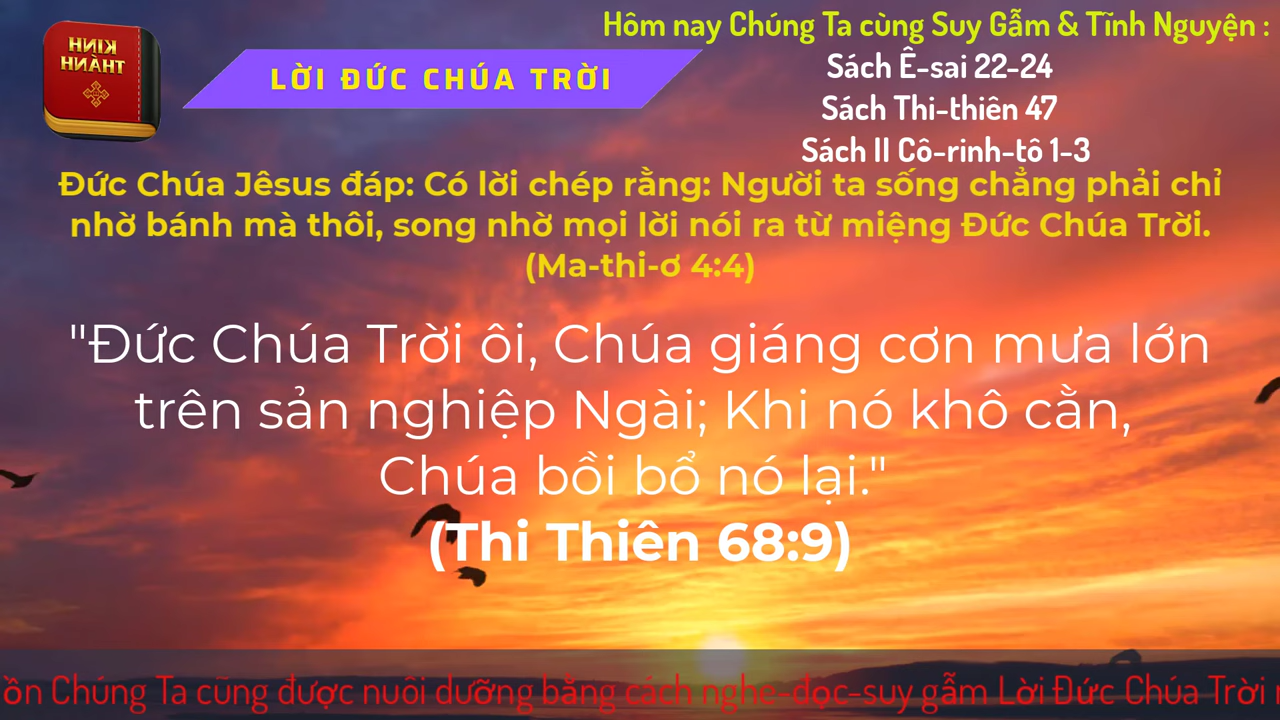 KINH
THÁNH
LỜI ĐỨC CHÚA TRỜI
Hôm nay Chúng Ta cùng Suy Gẫm & Tĩnh Nguyện :
Sách Ê-sai 22-24
Sách Thi-thiên 47
Sách II Cô-rinh-tô 1-3
Đức Chúa Jêsus đáp: Có lời chép rằng: Người ta sống chẳng phải chỉ
nhờ bánh mà thôi, song nhờ mọi lời nói ra từ miệng Đức Chúa Trời.
(Ma-thi-ơ 4:4)
"Đức Chúa Trời ôi, Chúa giáng cơn mưa lớn
trên sản nghiệp Ngài; Khi nó khô cằn,
Chúa bồi bổ nó lại."
(Thi Thiên 68:9)
ồn Chúng Ta cũng được nuôi dưỡng bằng cách nghe-đọc-suy gẫm Lời Đức Chúa Trời